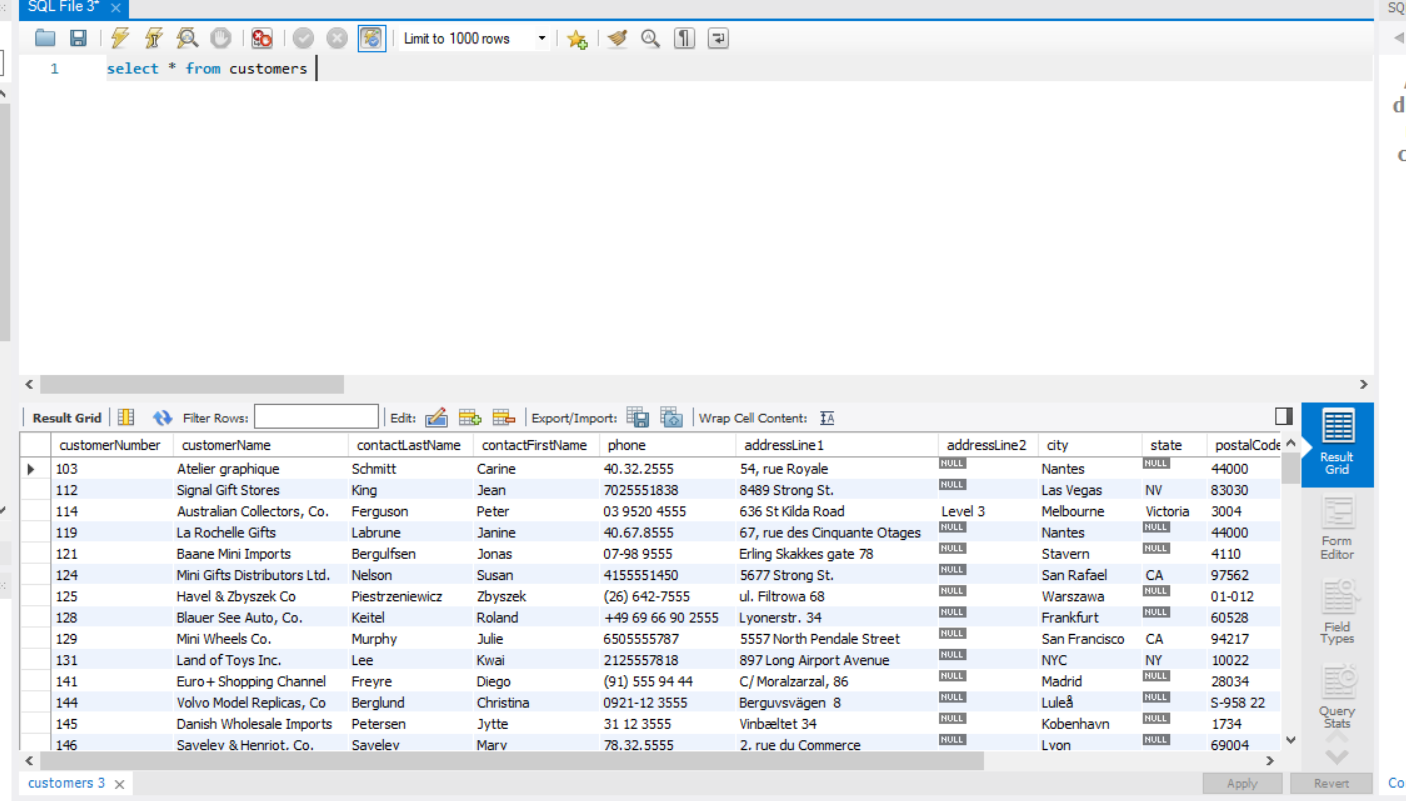 SQL File 3* ×
SQ
Limit to 1000 rows
1 select * from customers
d
Result Grid Filter Rows: Edit: Export/Import: Wrap Cell Content:
customerNumber customerName contactLastName contactFirstName phone addressLine1 addressLine2 city state postalCode
103 Atelier graphique Schmitt Carine 40.32.2555 54, rue Royale NULL Nantes NULL 44000
112 Signal Gift Stores King Jean 7025551838 8489 Strong St. NULL Las Vegas NV 83030
114 Australian Collectors, Co. Ferguson Peter 03 9520 4555 636 St Kilda Road Level 3 Melbourne Victoria 3004
119 La Rochelle Gifts Labrune Janine 40.67.8555 67, rue des Cinquante Otages NULL Nantes NULL 44000
121 Baane Mini Imports Bergulfsen Jonas 07-98 9555 Erling Skakkes gate 78 NULL Stavern NULL 4110
124 Mini Gifts Distributors Ltd. Nelson Susan 4155551450 5677 Strong St. NULL San Rafael CA 97562
125 Havel & Zbyszek Co Piestrzeniewicz Zbyszek (26) 642-7555 ul. Filtrowa 68 NULL Warszawa NULL 01-012
128 Blauer See Auto, Co. Keitel Roland +49 69 66 90 2555 Lyonerstr. 34 NULL Frankfurt NULL 60528
129 Mini Wheels Co. Murphy Julie 6505555787 5557 North Pendale Street NULL San Francisco CA 94217
131 Land of Toys Inc. Lee Kwai 2125557818 897 Long Airport Avenue NULL NYC NY 10022
141 Euro+ Shopping Channel Freyre Diego (91) 555 94 44 C/ Moralzarzal, 86 NULL Madrid NULL 28034
144 Volvo Model Replicas, Co Berglund Christina 0921-12 3555 Berguvsvägen 8 NULL Luleå NULL S-958 22
145 Danish Wholesale Imports Petersen Jytte 31 12 3555 Vinbæltet 34 NULL Kobenhavn NULL 1734
146 Saveley & Henriot, Co. Saveley Mary 78.32.5555 2, rue du Commerce NULL Lyon NULL 69004
Result
Grid
Form
Editor
Field
Types
Query
Stats
customers 3 ×
Apply Revert
Co